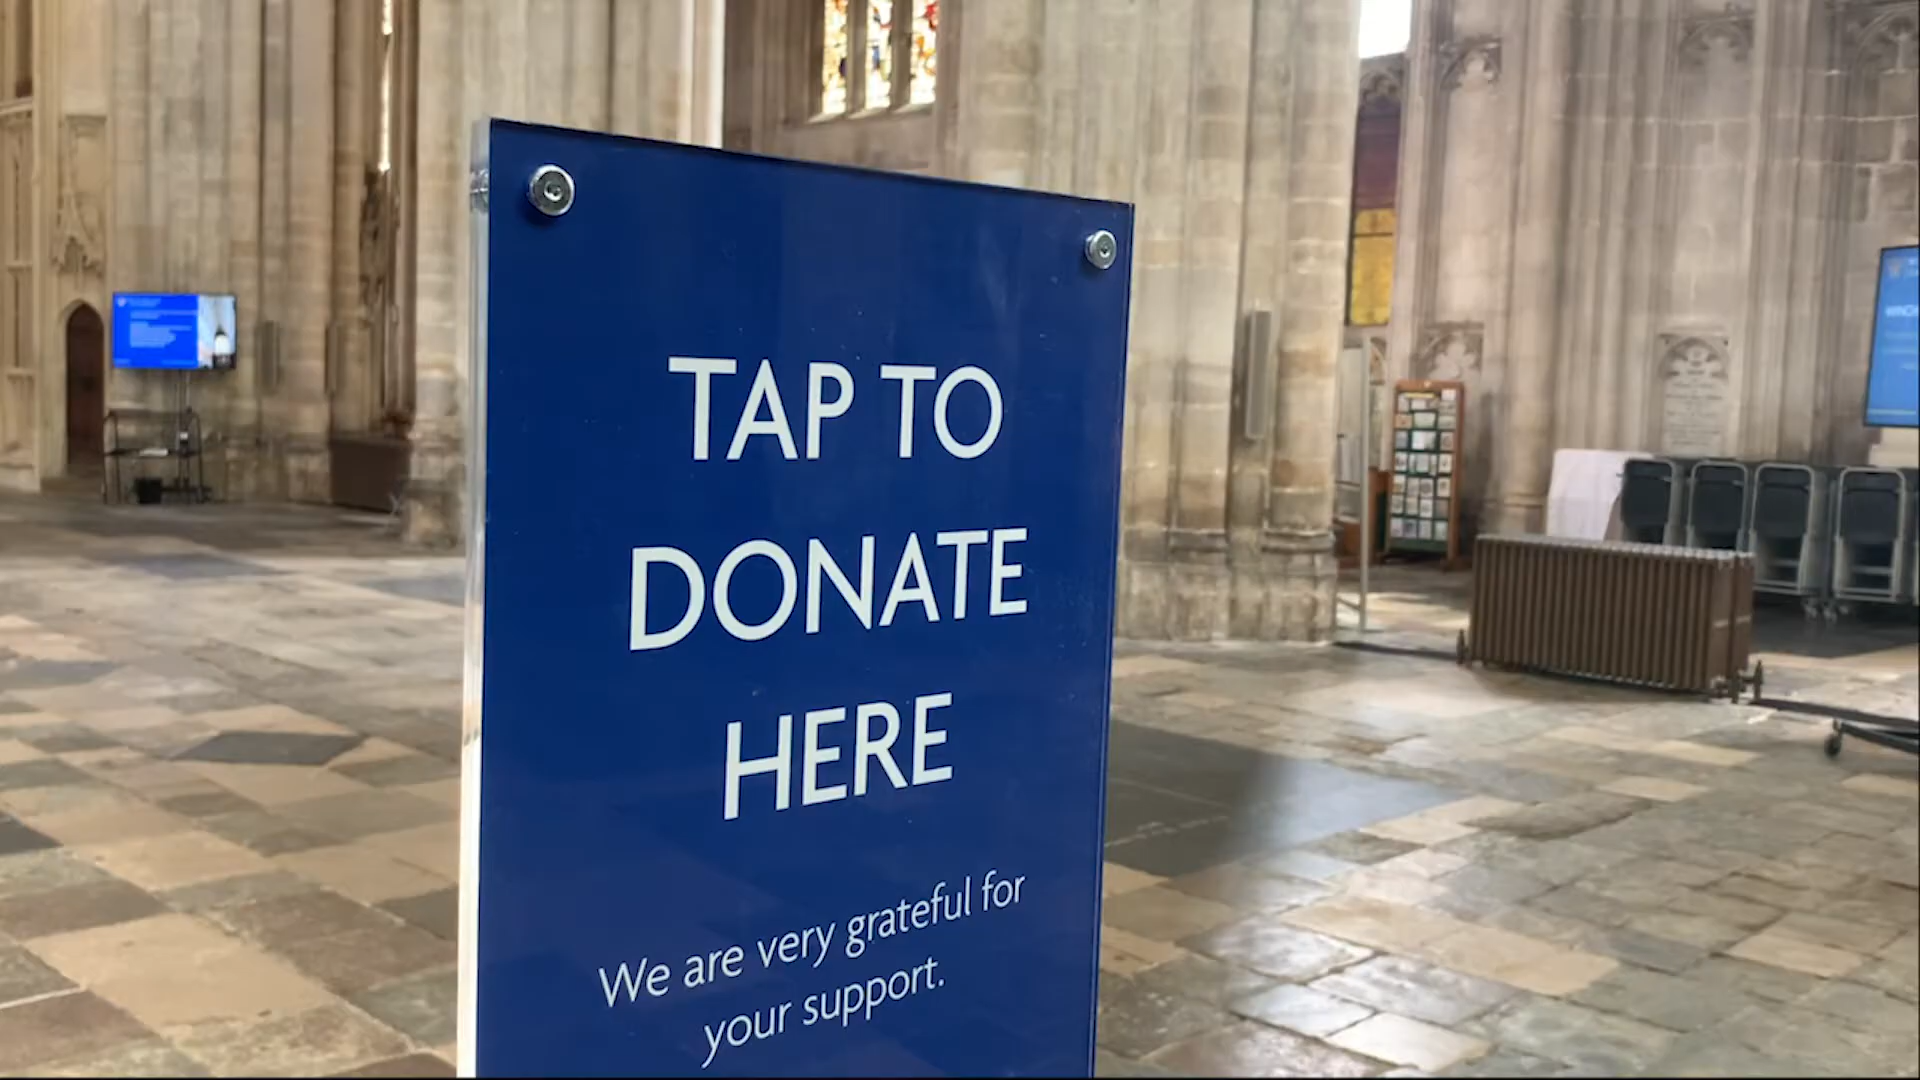 TAP TO
DONATE
HERE
We are very grateful for
your support.